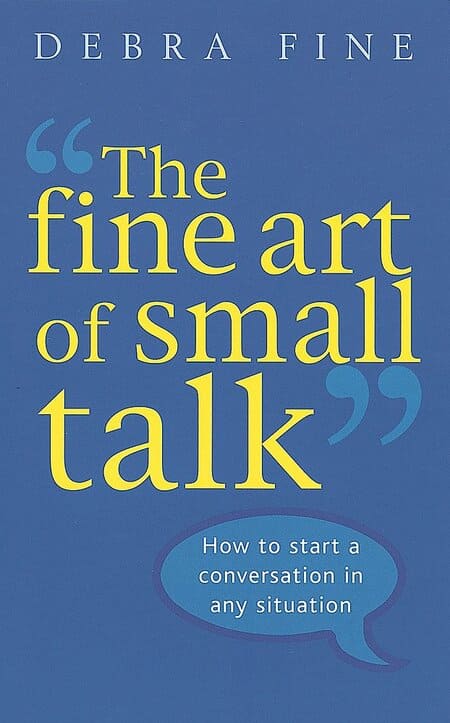 DEBRA FINE
“The
fine art
of small
talk”
How to start a
conversation in
any situation